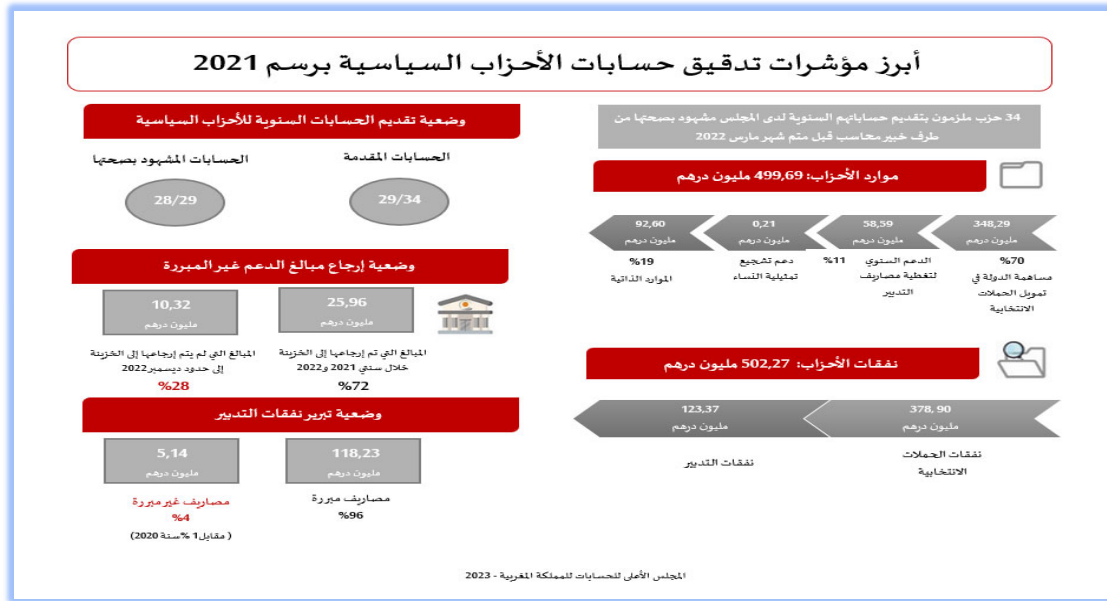 أبرز مؤشرات تدقيق حسابات الأحزاب السياسية برسم 2021
34 حزب ملزمون بتقديم حساباتهم السنوية لدى المجلس مشهود بصحتها من
طرف خبير محاسب قبل متم شهر مارس 2022
موارد الأحزاب: 499,69 مليون درهم
348,29
مليون درهم
%70
مساهمة الدولة في
تمويل الحملات
الانتخابية
58,59
مليون درهم
الدعم السنوي %11
لتغطية مصاريف
التدبير
0,21
مليون درهم
دعم تشجيع
تمثيلية النساء
92,60
مليون درهم
%19
الموارد الذاتية
نفقات الأحزاب: 502,27 مليون درهم
378, 90
مليون درهم
نفقات الحملات
الانتخابية
123,37
مليون درهم
نفقات التدبير
وضعية تقديم الحسابات السنوية للأحزاب السياسية
الحسابات المقدمة
29/34
الحسابات المشهود بصحتها
28/29
وضعية إرجاع مبالغ الدعم غير المبررة
25,96
مليون درهم
المبالغ التي تم إرجاعها إلى الخزينة
خلال سنتي 2021 و2022
%72
10,32
مليون درهم
المبالغ التي لم يتم إرجاعها إلى الخزينة
إلى حدود ديسمبر2022
%28
وضعية تبرير نفقات التدبير
118,23
مليون درهم
مصاريف مبررة
%96
5,14
مليون درهم
مصاريف غير مبررة
%4
( مقابل1 %سنة 2020)
المجلس الأعلى للحسابات للمملكة المغربية - 2023